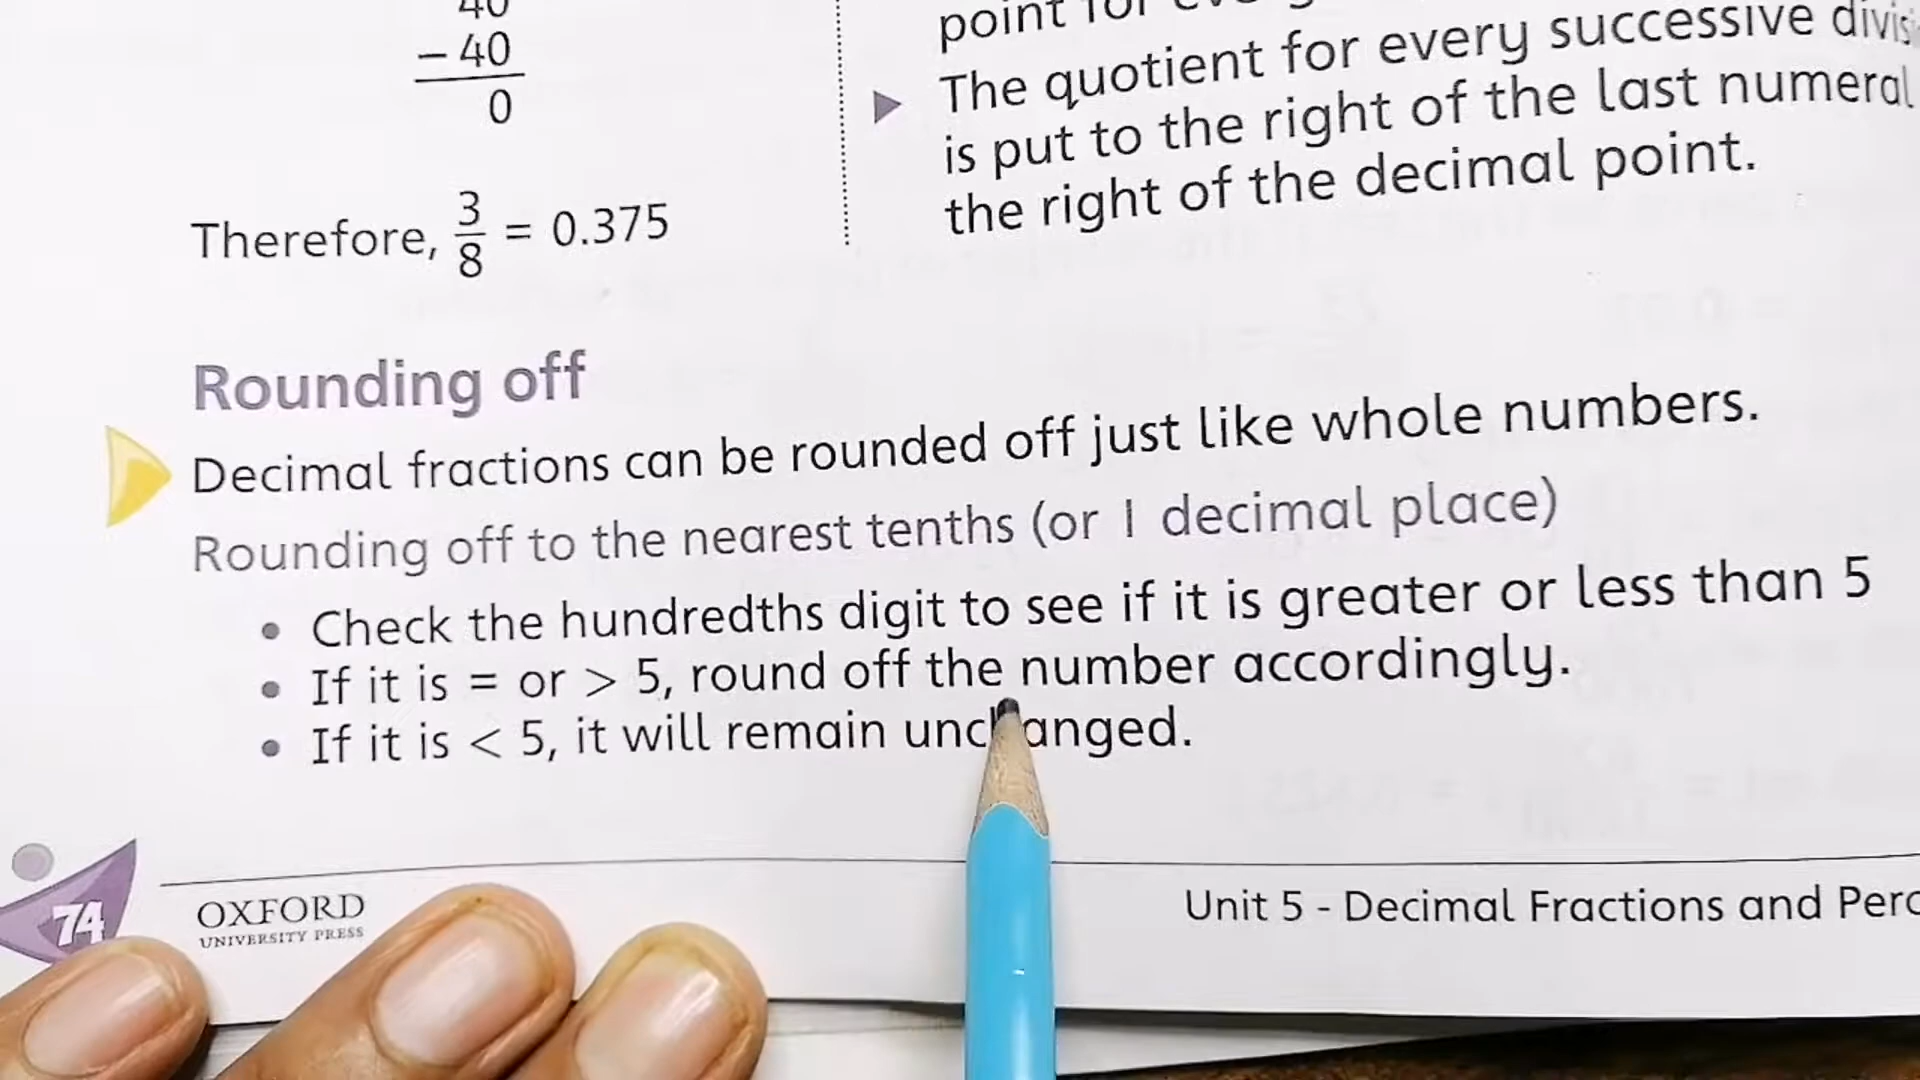 40
− 40
0
Therefore, 3/8 = 0.375
point for
The quotient for every successive
is put to the right of the last numeral
the right of the decimal point.
Rounding off
Decimal fractions can be rounded off just like whole numbers.
Rounding off to the nearest tenths (or 1 decimal place)
• Check the hundredths digit to see if it is greater or less than 5
• If it is = or > 5, round off the number accordingly.
• If it is < 5, it will remain unchanged.
74
OXFORD
UNIVERSITY PRESS
Unit 5 - Decimal Fractions and